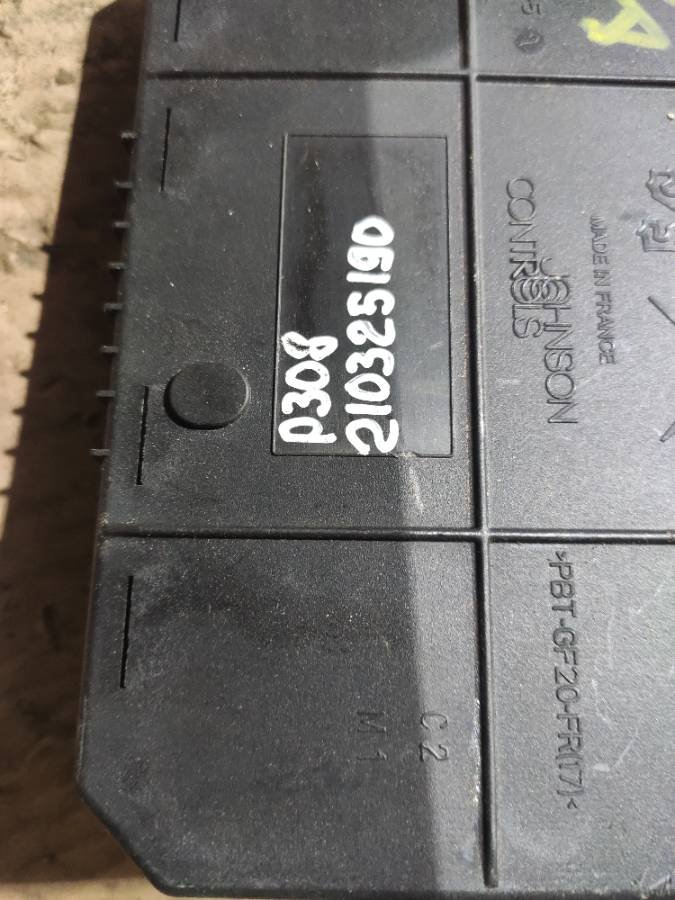 P308
210325190
JOHNSON
CONTROLS
MADE IN FRANCE
>PBT-GF20-FR(17)<
C2
M1